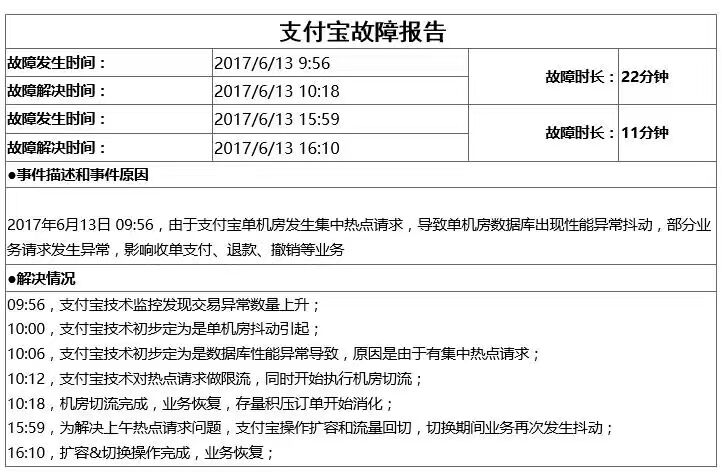 支付宝故障报告
故障发生时间： 2017/6/13 9:56 故障时长： 22分钟
故障解决时间： 2017/6/13 10:18
故障发生时间： 2017/6/13 15:59 故障时长： 11分钟
故障解决时间： 2017/6/13 16:10
●事件描述和事件原因
2017年6月13日 09:56，由于支付宝单机房发生集中热点请求，导致单机房数据库出现性能异常抖动，部分业
务请求发生异常，影响收单支付、退款、撤销等业务
●解决情况
09:56，支付宝技术监控发现交易异常数量上升；
10:00，支付宝技术初步定为是单机房抖动引起；
10:06，支付宝技术初步定为是数据库性能异常导致，原因是由于有集中热点请求；
10:12，支付宝技术对热点请求做限流，同时开始执行机房切流；
10:18，机房切流完成，业务恢复，存量积压订单开始消化；
15:59，为解决上午热点请求问题，支付宝操作扩容和流量回切，切换期间业务再次发生抖动；
16:10，扩容&切换操作完成，业务恢复；